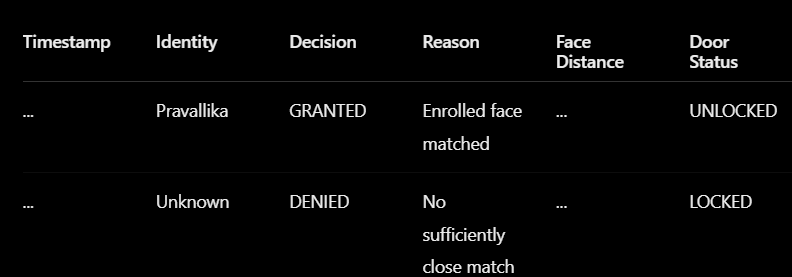 Timestamp Identity Decision Reason Face Distance Door Status
... Pravallika GRANTED Enrolled face matched ... UNLOCKED
... Unknown DENIED No sufficiently close match ... LOCKED